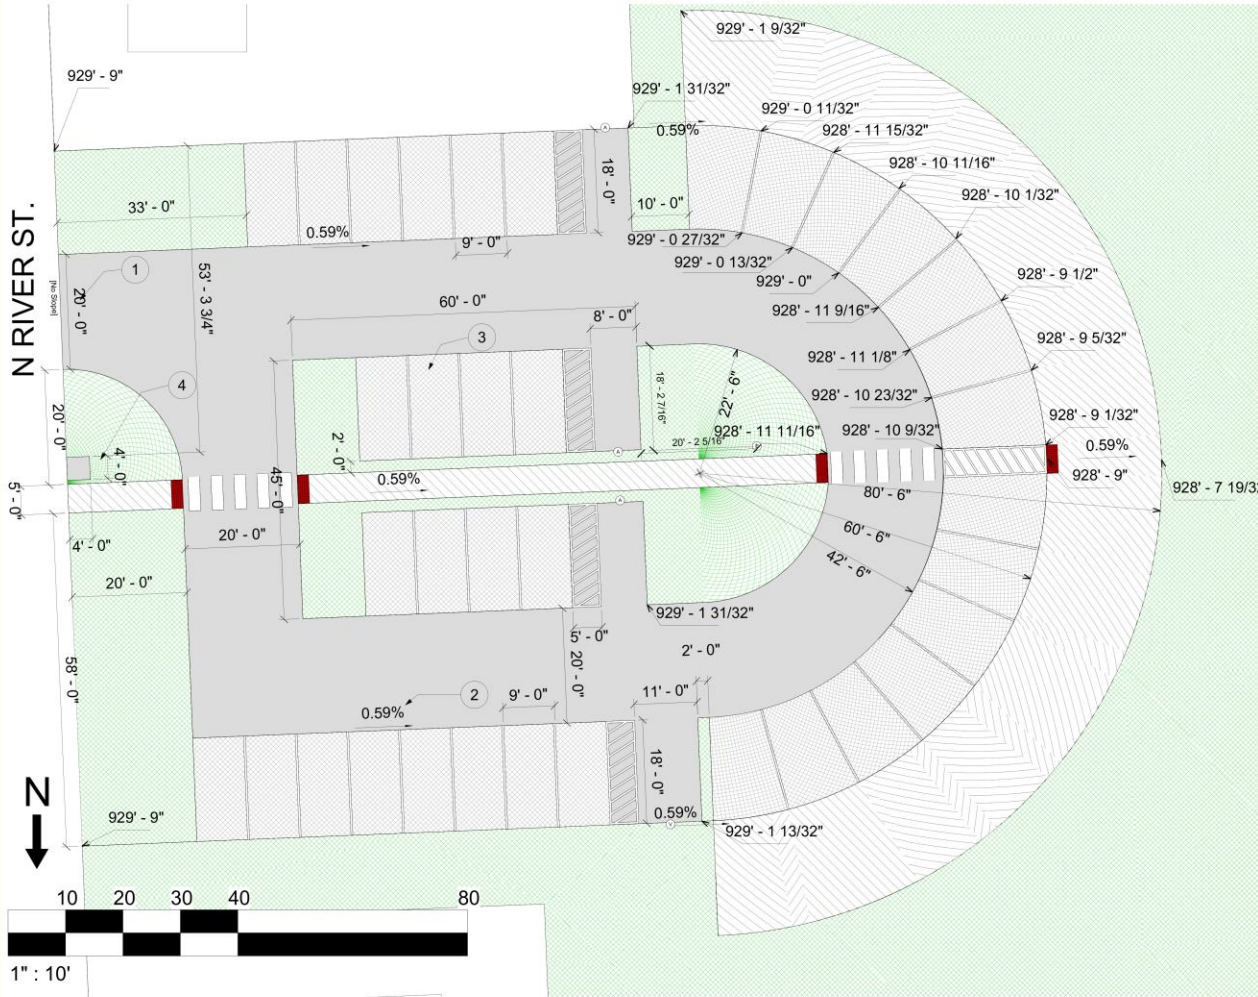 929' - 1 9/32"
929' - 9"
929' - 1 31/32"
929' - 0 11/32"
0.59%
928' - 11 15/32"
928' - 10 11/16"
18' - 0"
928' - 10 1/32"
33' - 0"
10' - 0"
N RIVER ST.
0.59%
9' - 0"
929' - 0 27/32"
1
53' - 3 3/4"
929' - 0 13/32"
928' - 9 1/2"
20' - 0"
[No Slope]
60' - 0"
929' - 0"
8' - 0"
928' - 11 9/16"
3
928' - 9 5/32"
928' - 11 1/8"
4
18' - 2 7/16"
22' - 6"
928' - 10 23/32"
20' - 0"
928' - 9 1/32"
2' - 0"
20' - 2 5/16"
928' - 11 11/16"
928' - 10 9/32"
4' - 0"
A
0.59%
45' - 0"
0.59%
928' - 9"
928' - 7 19/32
5' - 0"
80' - 6"
A
20' - 0"
60' - 6"
4' - 0"
42' - 6"
20' - 0"
929' - 1 31/32"
5' - 0"
20' - 0"
2' - 0"
58' - 0"
11' - 0"
2
9' - 0"
0.59%
18' - 0"
N
0.59%
929' - 9"
929' - 1 13/32"
10 20 30 40 80
1" : 10'